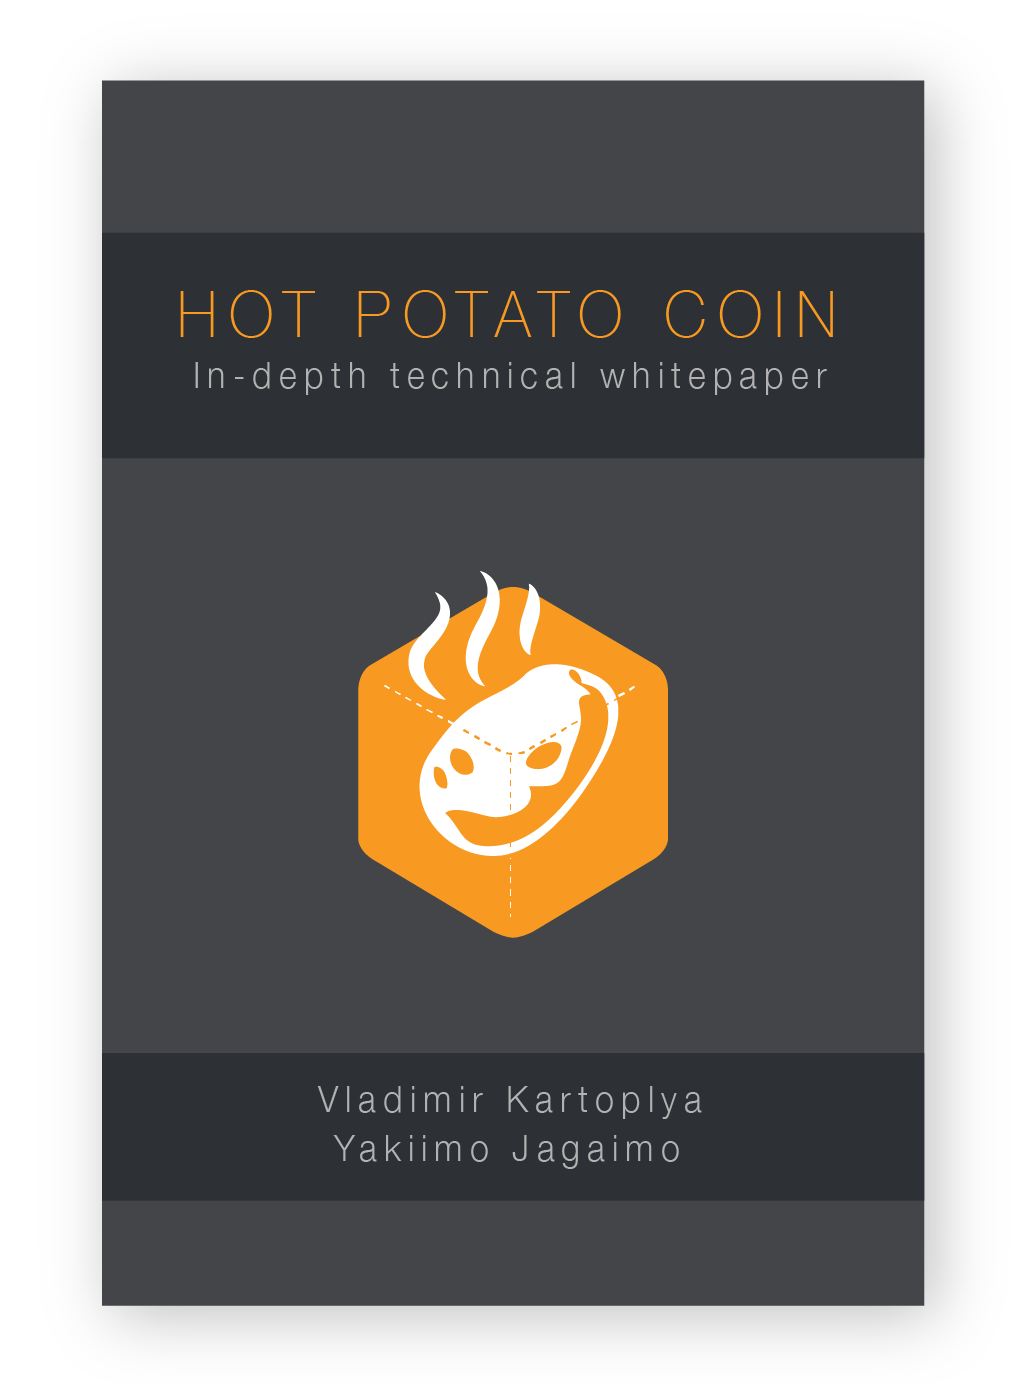 HOT POTATO COIN
In-depth technical whitepaper
Vladimir Kartoplya
Yakiimo Jagaimo